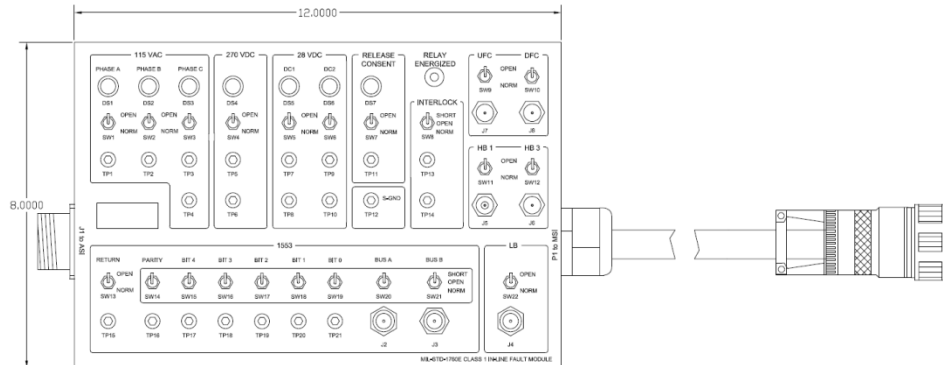 12.0000
8.0000
115 VAC 270 VDC 28 VDC RELEASE CONSENT RELAY ENERGIZED UFC DFC
PHASE A PHASE B PHASE C DC1 DC2
DS1 DS2 DS3 DS4 DS5 DS6 DS7
OPEN NORM
SW9 SW10
J7 J8
INTERLOCK
OPEN NORM OPEN NORM OPEN NORM OPEN NORM OPEN NORM SHORT OPEN NORM
SW1 SW2 SW3 SW4 SW5 SW6 SW7 SW8
HB 1 HB 3
OPEN NORM
SW11 SW12
TP1 TP2 TP3 TP5 TP7 TP9 TP11 TP13
S-GND
TP4 TP6 TP8 TP10 TP12 TP14
J5 J6
J1 to ASI
P1 to MSI
1553 LB
RETURN PARITY BIT 4 BIT 3 BIT 2 BIT 1 BIT 0 BUS A BUS B
OPEN NORM SHORT OPEN NORM OPEN NORM
SW13 SW14 SW15 SW16 SW17 SW18 SW19 SW20 SW21 SW22
TP15 TP16 TP17 TP18 TP19 TP20 TP21 J2 J3 J4
MIL-STD-1760E CLASS 1 IN-LINE FAULT MODULE